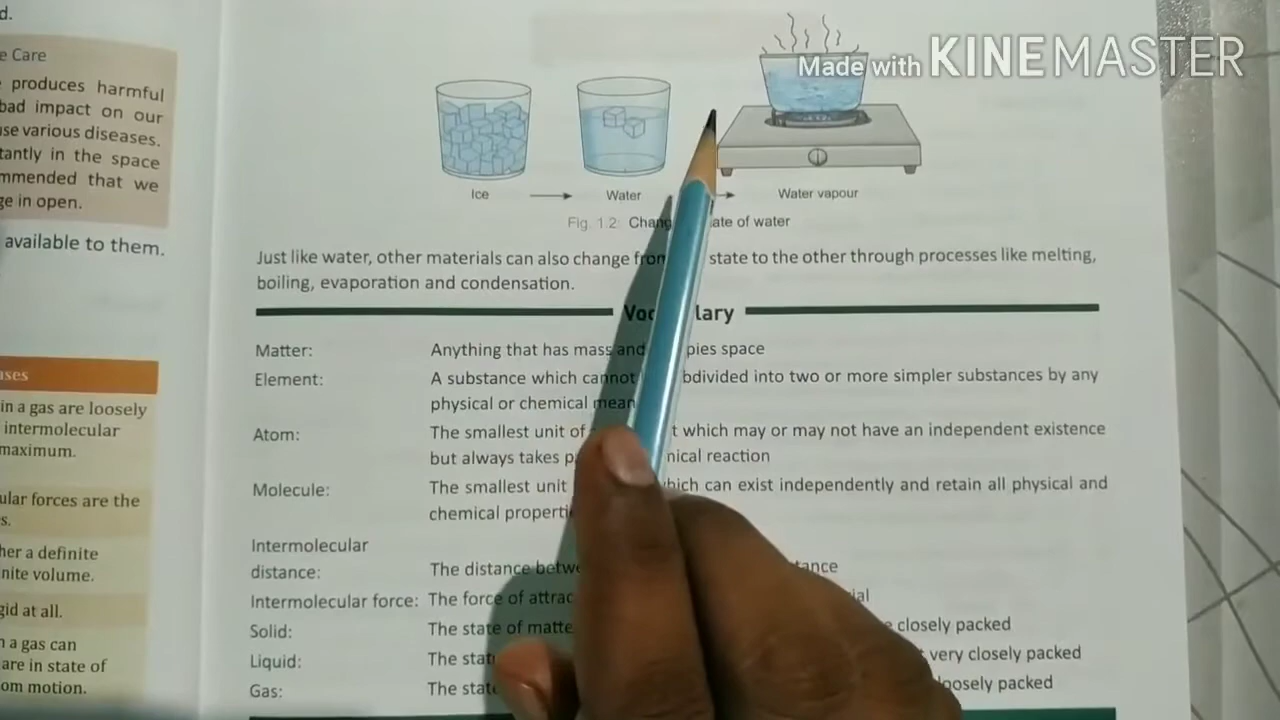 d.
e Care
produces harmful
bad impact on our
use various diseases.
tantly in the space
mmended that we
ge in open.
available to them.
ases
in a gas are loosely
intermolecular
maximum.
ular forces are the
s.
her a definite
nite volume.
gid at all.
n a gas can
are in state of
om motion.
Made with KINEMASTER
Ice Water Water vapour
Fig. 1.2: Chang ate of water
Just like water, other materials can also change from state to the other through processes like melting,
boiling, evaporation and condensation.
Voc lary
Matter: Anything that has mass and pies space
Element: A substance which cannot bdivided into two or more simpler substances by any
physical or chemical mean
Atom: The smallest unit of t which may or may not have an independent existence
but always takes p nical reaction
Molecule: The smallest unit which can exist independently and retain all physical and
chemical properti
Intermolecular
distance: The distance betwe tance
Intermolecular force: The force of attrac ial
Solid: The state of matte closely packed
Liquid: The stat very closely packed
Gas: The state loosely packed